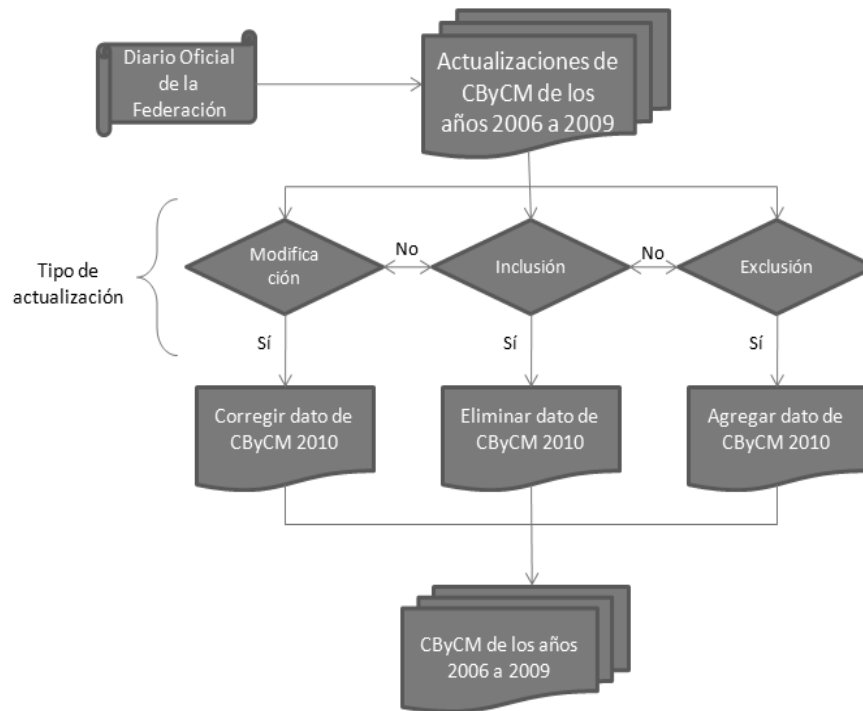 Diario Oficial
de la
Federación
Actualizaciones de
CByCM de los
años 2006 a 2009
Tipo de
actualización
Modifica
ción
No
Inclusión
No
Exclusión
Sí
Sí
Sí
Corregir dato de
CByCM 2010
Eliminar dato de
CByCM 2010
Agregar dato de
CByCM 2010
CByCM de los años
2006 a 2009